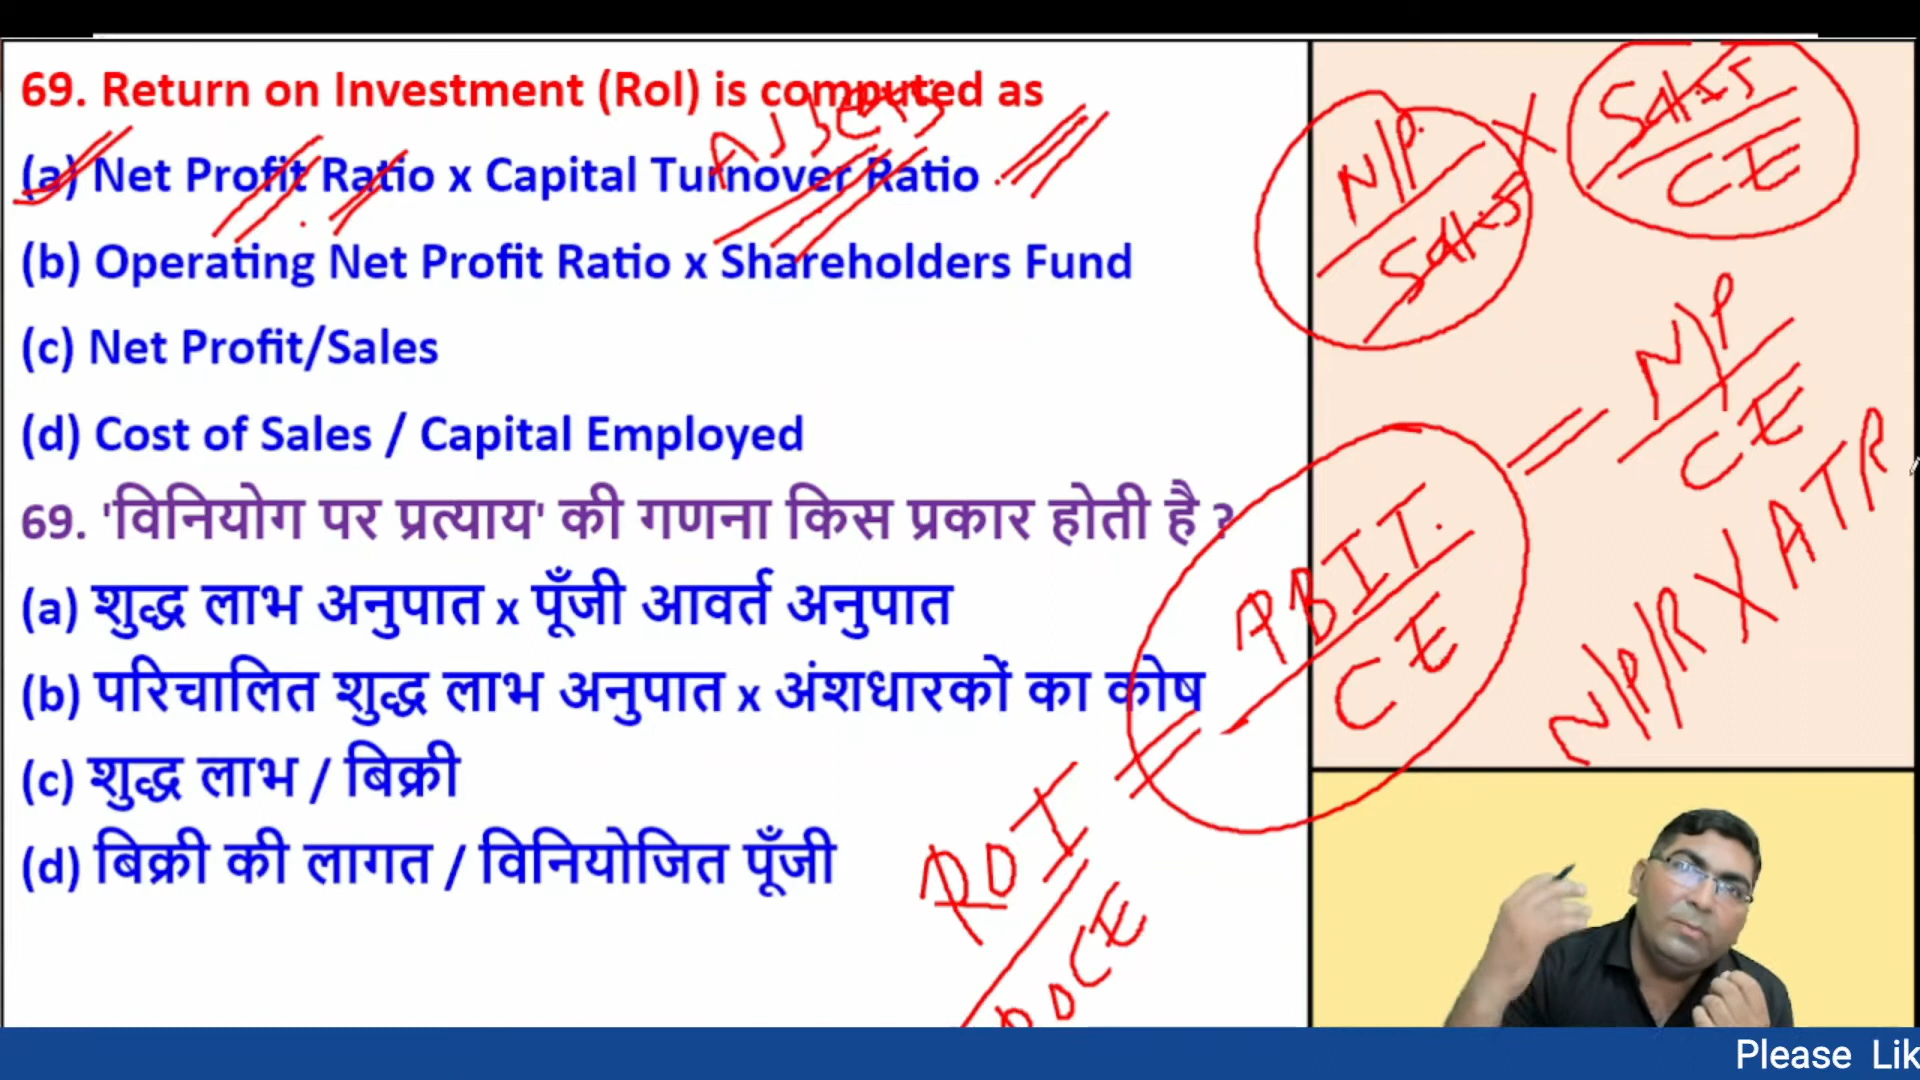 69. Return on Investment (RoI) is computed as
(a) Net Profit Ratio x Capital Turnover Ratio
Assets
(b) Operating Net Profit Ratio x Shareholders Fund
(c) Net Profit/Sales
(d) Cost of Sales / Capital Employed
69. 'विनियोग पर प्रत्याय' की गणना किस प्रकार होती है ?
(a) शुद्ध लाभ अनुपात x पूँजी आवर्त अनुपात
(b) परिचालित शुद्ध लाभ अनुपात x अंशधारकों का कोष
(c) शुद्ध लाभ / बिक्री
(d) बिक्री की लागत / विनियोजित पूँजी
N/P. X Sales
Sales CE
= N/P
CE
ROI = PBIT.
CE
ROCE
N/P/R X ATR
Please Lik